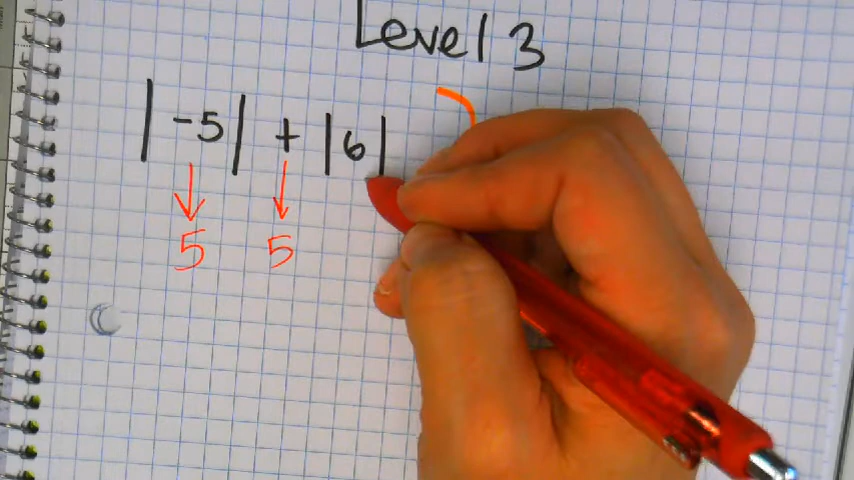 Level 3
|-5| + |6|
↓ ↓
5 5